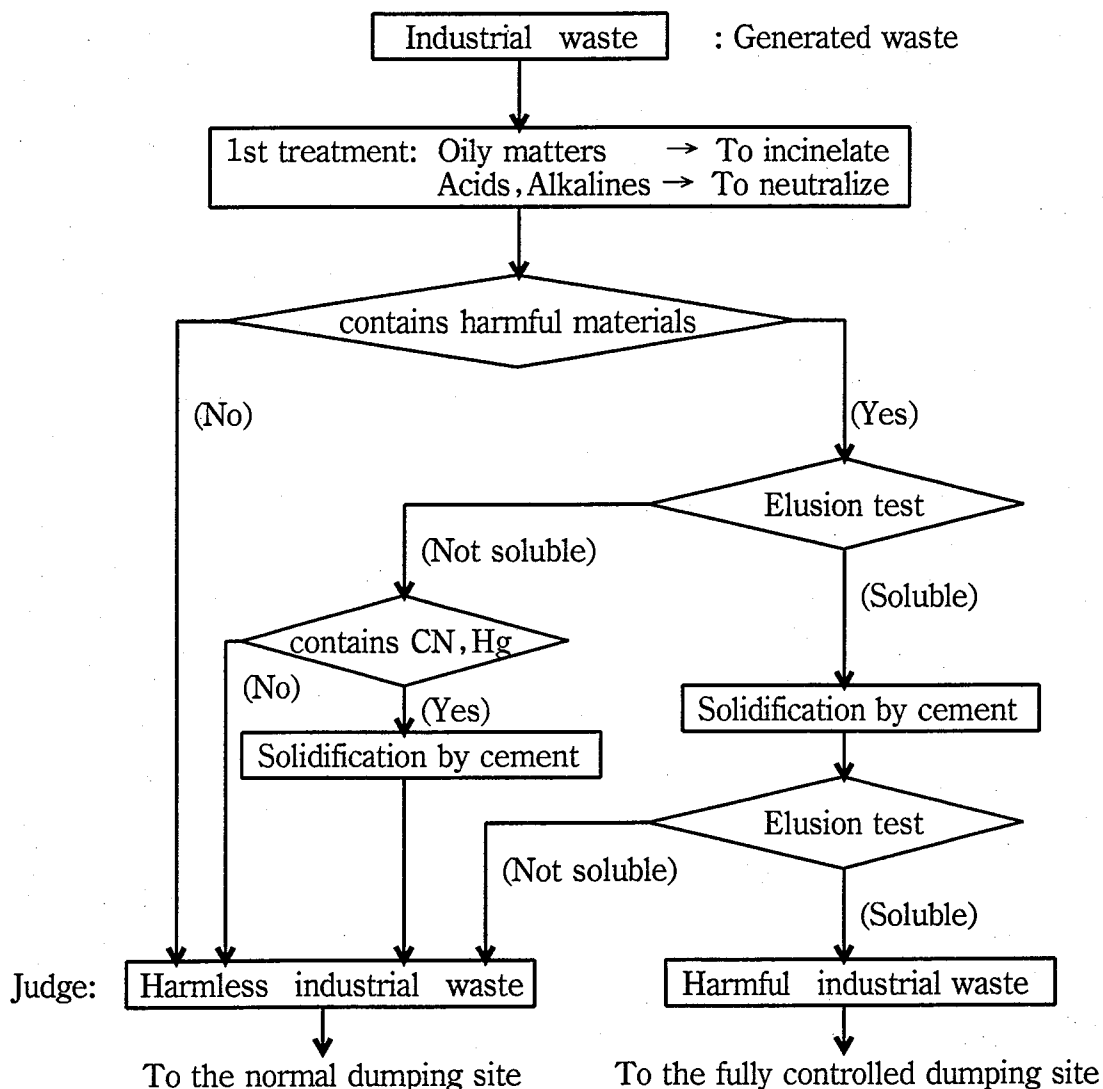 Industrial waste : Generated waste
1st treatment: Oily matters → To incinelate
Acids, Alkalines → To neutralize
contains harmful materials
(No)
(Yes)
Elusion test
(Not soluble)
(Soluble)
contains CN, Hg
(No)
(Yes)
Solidification by cement
Solidification by cement
Elusion test
(Not soluble)
(Soluble)
Judge: Harmless industrial waste
Harmful industrial waste
To the normal dumping site
To the fully controlled dumping site